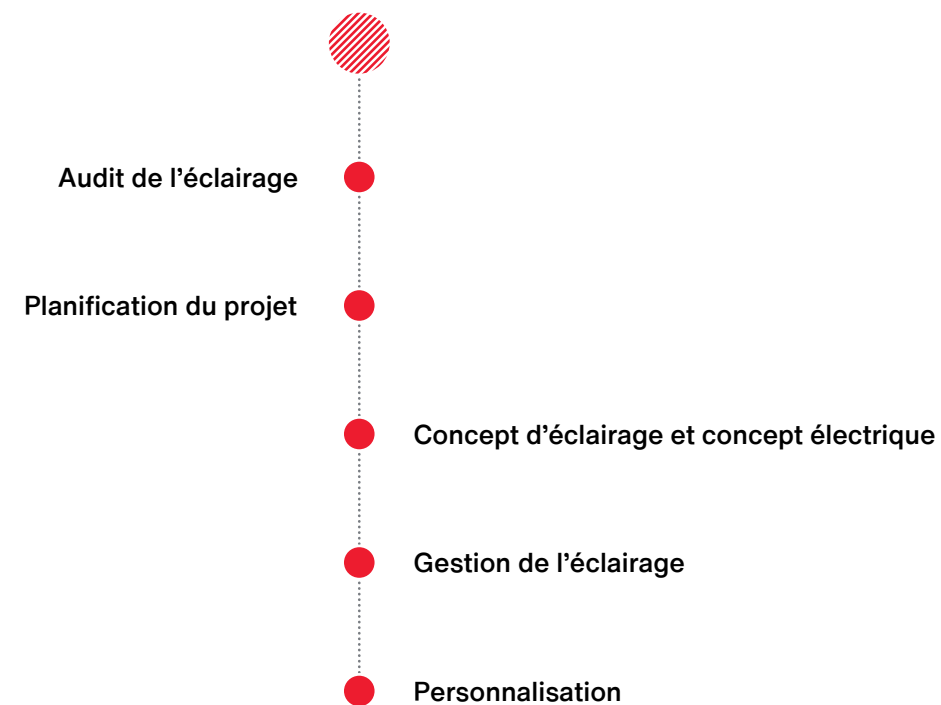 Audit de l’éclairage
Planification du projet
Concept d’éclairage et concept électrique
Gestion de l’éclairage
Personnalisation